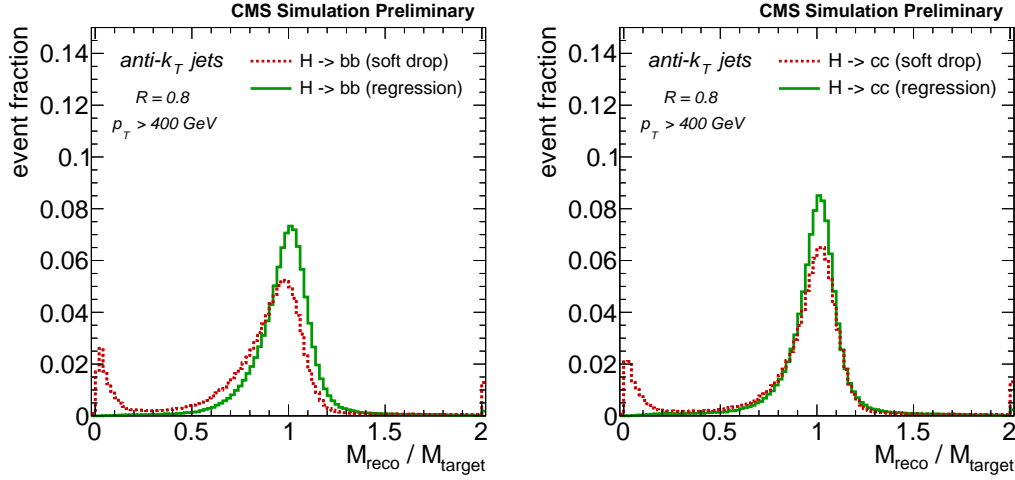 CMS Simulation Preliminary
event fraction
0.14
0.12
0.1
0.08
0.06
0.04
0.02
0
anti-k_T jets
R = 0.8
p_T > 400 GeV
H -> bb (soft drop)
H -> bb (regression)
0 0.5 1 1.5 2
M_reco / M_target
CMS Simulation Preliminary
event fraction
0.14
0.12
0.1
0.08
0.06
0.04
0.02
0
anti-k_T jets
R = 0.8
p_T > 400 GeV
H -> cc (soft drop)
H -> cc (regression)
0 0.5 1 1.5 2
M_reco / M_target